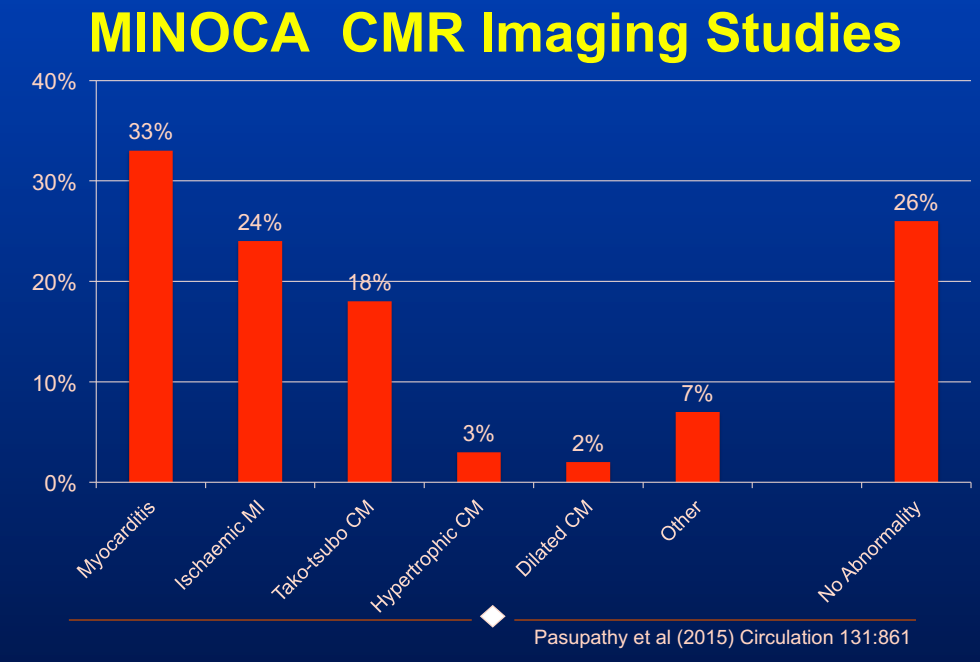 MINOCA CMR Imaging Studies
40%
30%
20%
10%
0%
33%
24%
18%
3%
2%
7%
26%
Myocarditis
Ischaemic MI
Tako-tsubo CM
Hypertrophic CM
Dilated CM
Other
No Abnormality
Pasupathy et al (2015) Circulation 131:861